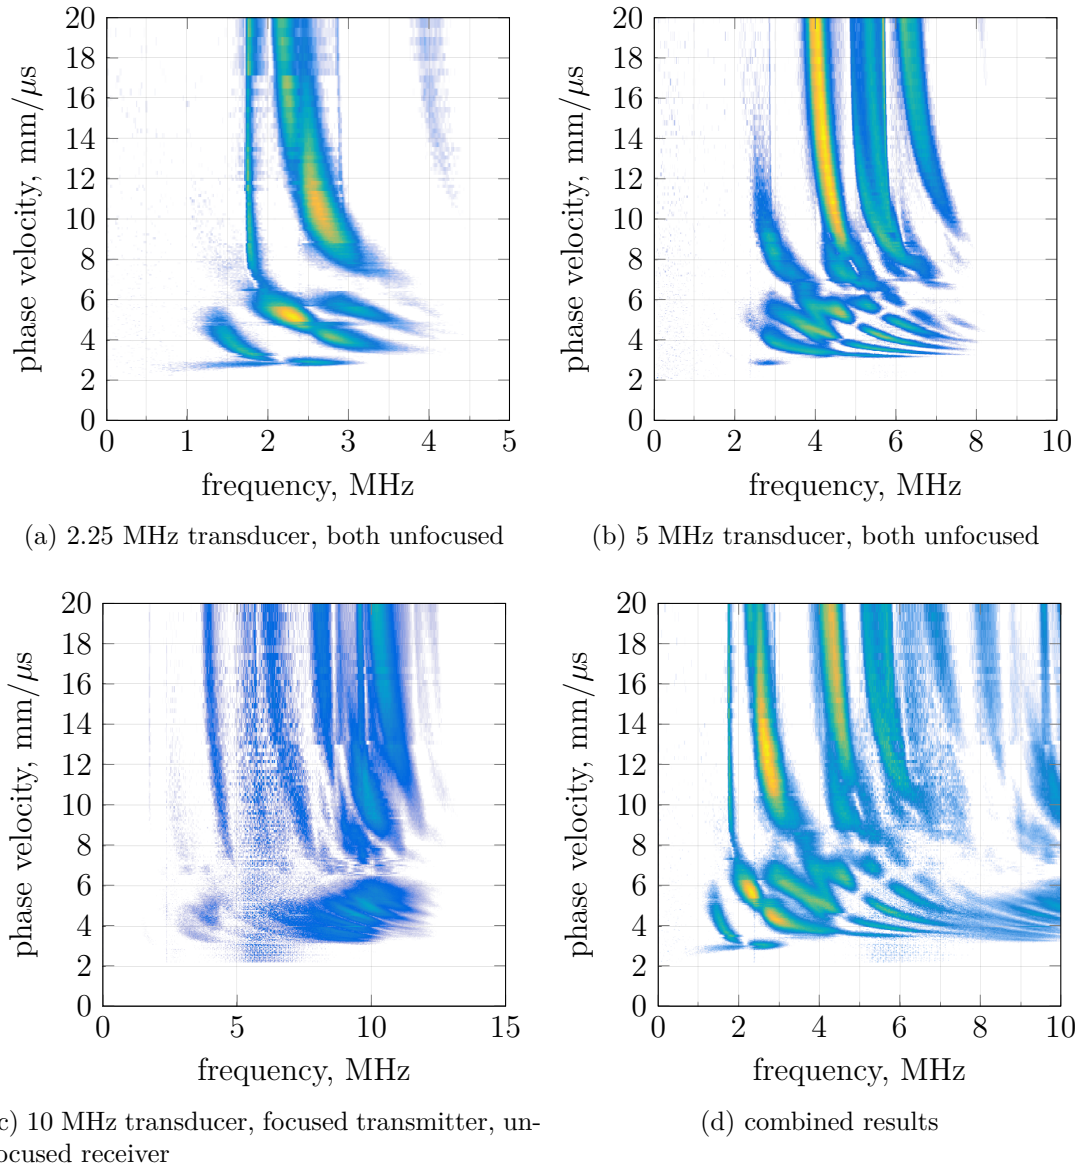 20
18
16
14
12
10
8
6
4
2
0
0 1 2 3 4 5
phase velocity, mm/μs
frequency, MHz
(a) 2.25 MHz transducer, both unfocused
20
18
16
14
12
10
8
6
4
2
0
0 2 4 6 8 10
phase velocity, mm/μs
frequency, MHz
(b) 5 MHz transducer, both unfocused
20
18
16
14
12
10
8
6
4
2
0
0 5 10 15
phase velocity, mm/μs
frequency, MHz
c) 10 MHz transducer, focused transmitter, un-
ocused receiver
20
18
16
14
12
10
8
6
4
2
0
0 2 4 6 8 10
phase velocity, mm/μs
frequency, MHz
(d) combined results